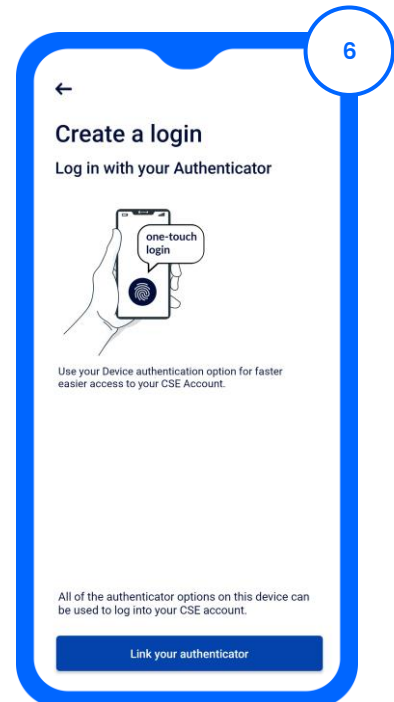 6
Create a login
Log in with your Authenticator
one-touch
login
Use your Device authentication option for faster
easier access to your CSE Account.
All of the authenticator options on this device can
be used to log into your CSE account.
Link your authenticator